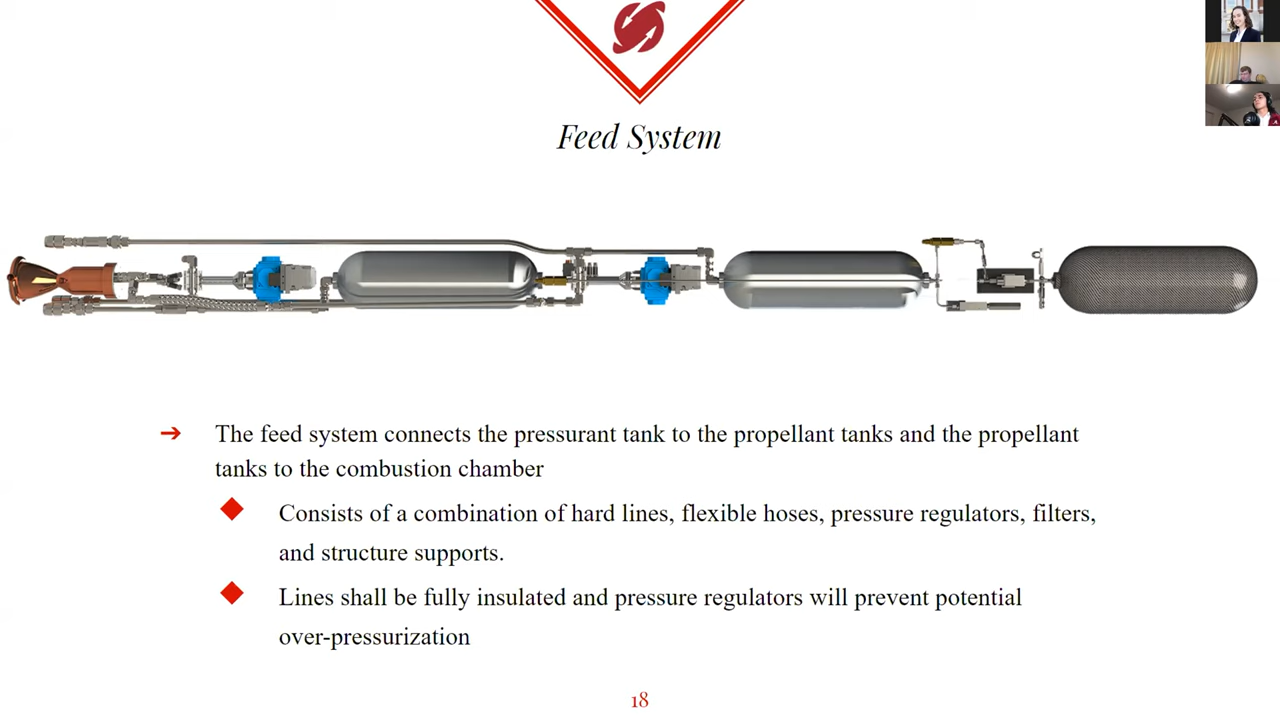 Feed System
➔ The feed system connects the pressurant tank to the propellant tanks and the propellant
tanks to the combustion chamber
◆ Consists of a combination of hard lines, flexible hoses, pressure regulators, filters,
and structure supports.
◆ Lines shall be fully insulated and pressure regulators will prevent potential
over-pressurization
18